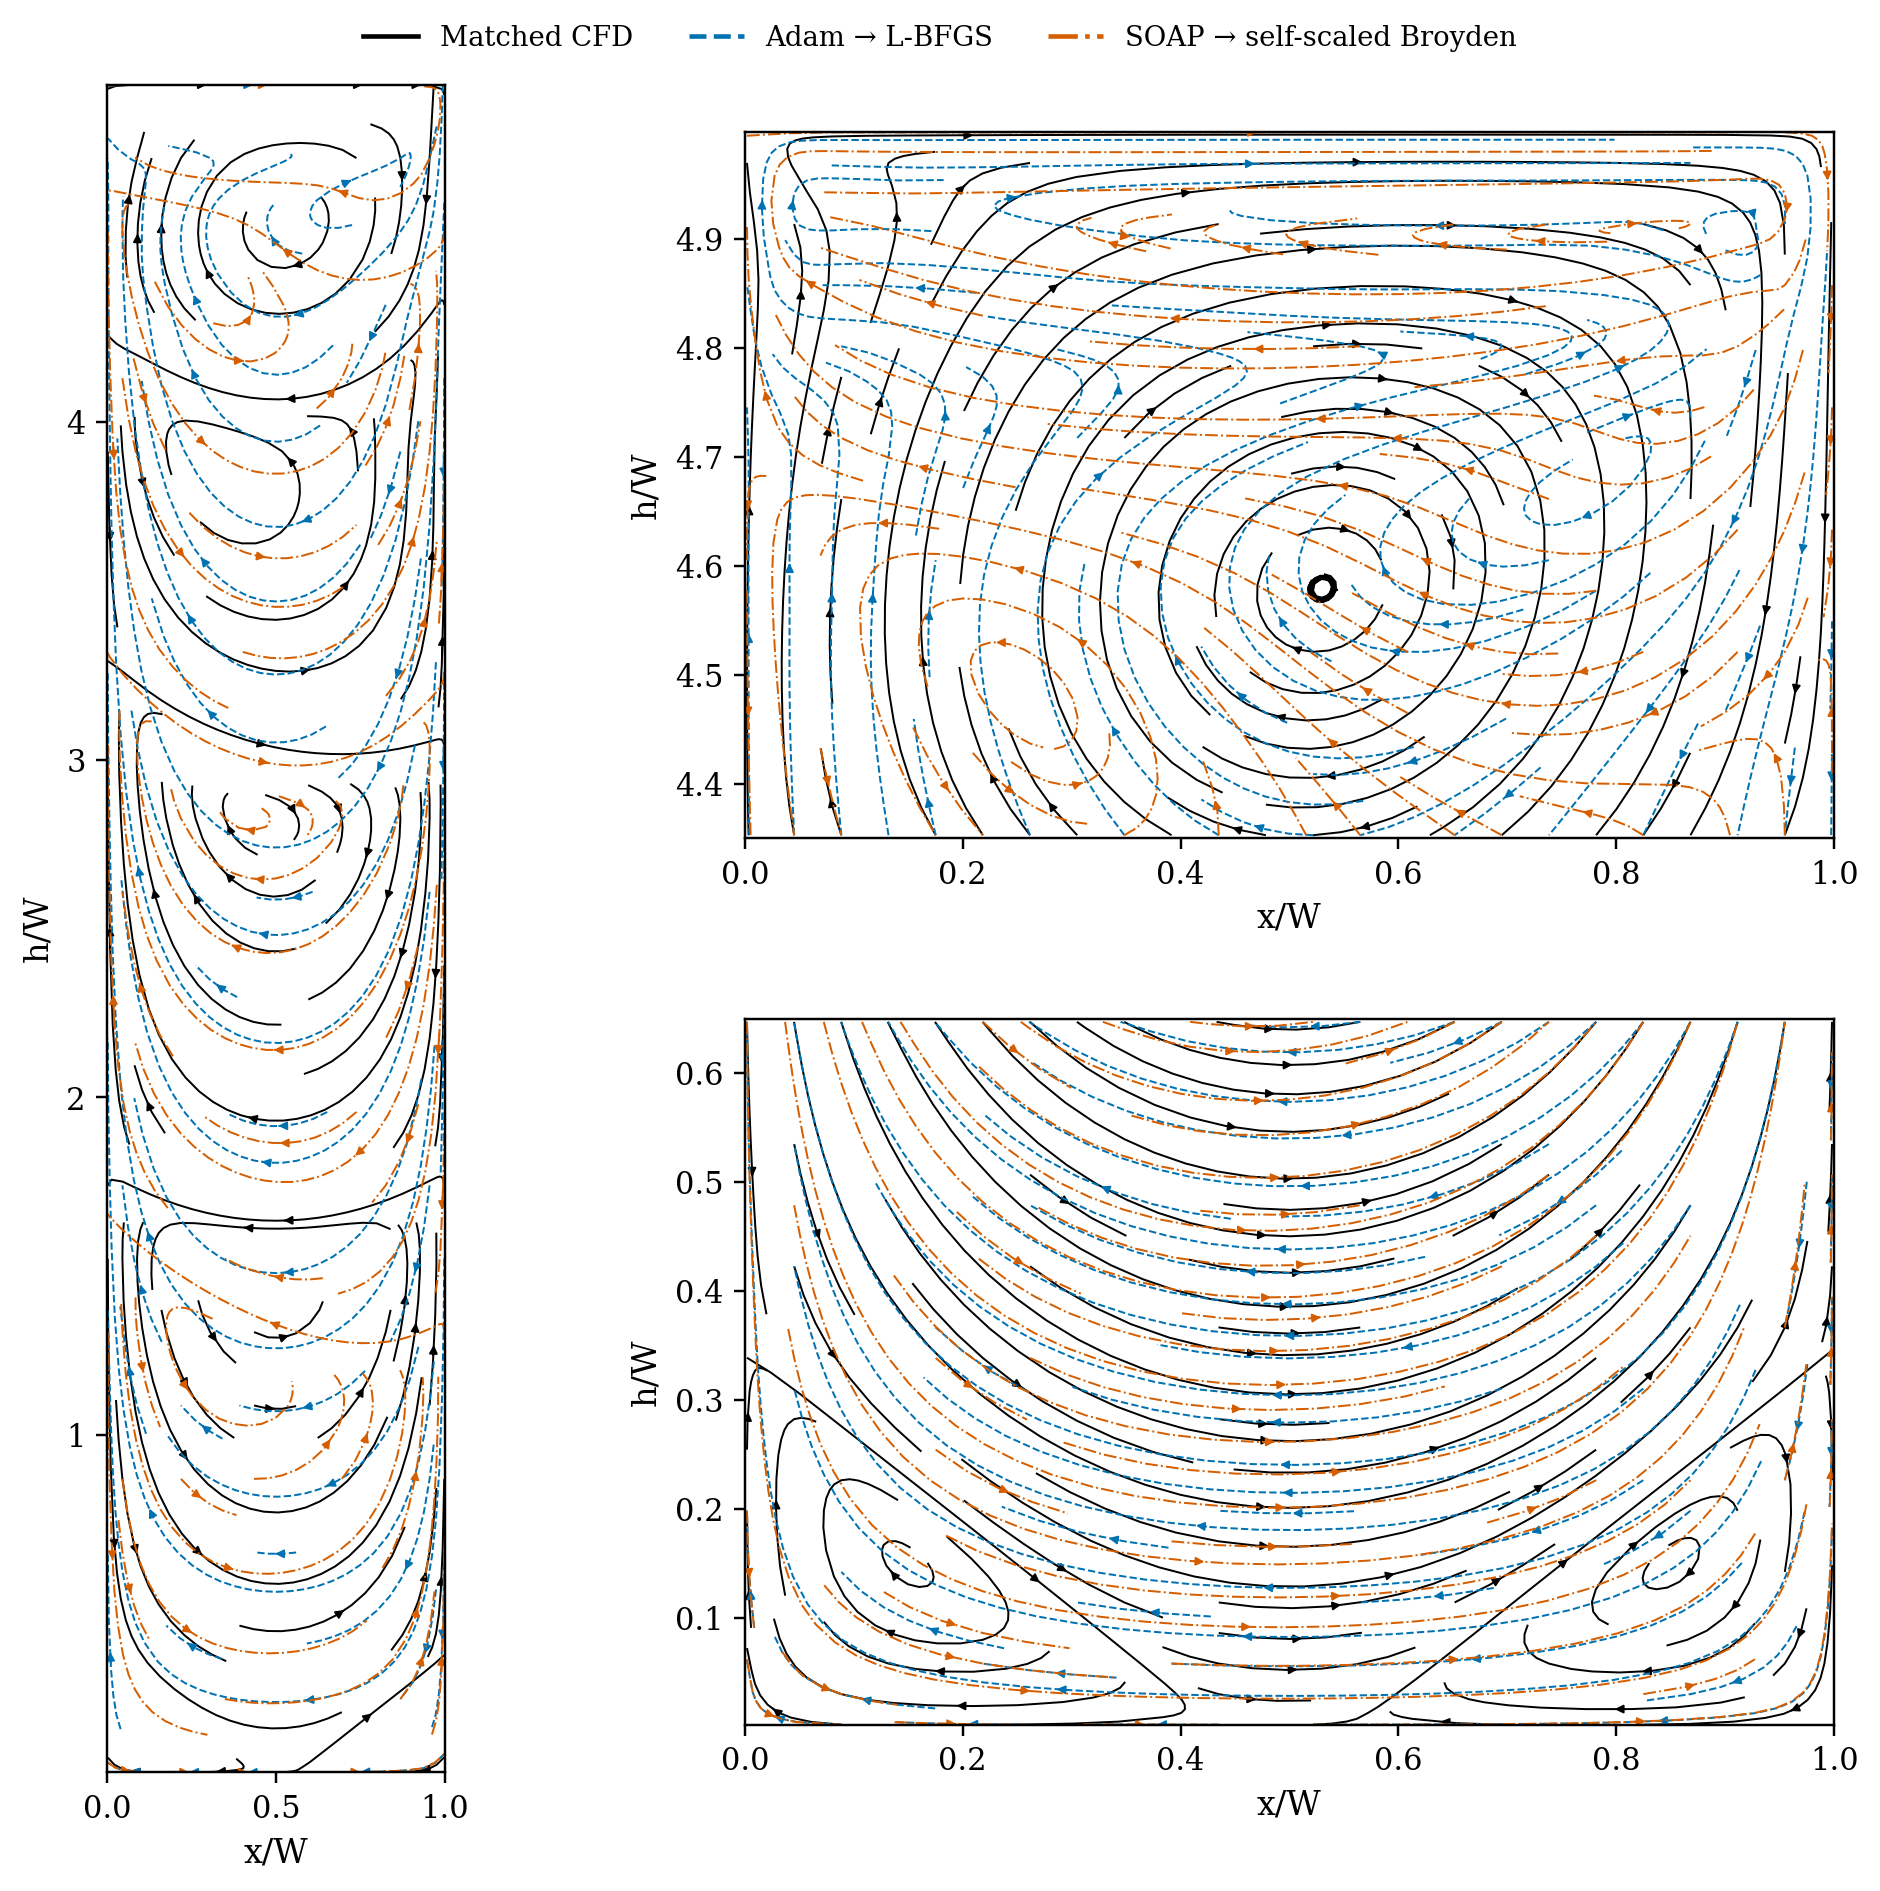 Matched CFD
Adam → L-BFGS
SOAP → self-scaled Broyden
h/W
4
3
2
1
0.0 0.5 1.0
x/W
h/W
4.9
4.8
4.7
4.6
4.5
4.4
0.0 0.2 0.4 0.6 0.8 1.0
x/W
h/W
0.6
0.5
0.4
0.3
0.2
0.1
0.0 0.2 0.4 0.6 0.8 1.0
x/W